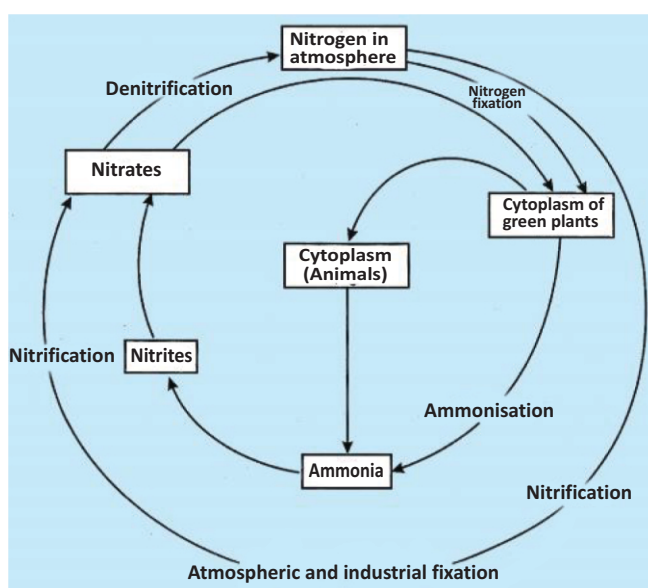 Nitrogen in
atmosphere
Denitrification
Nitrogen
fixation
Nitrates
Cytoplasm of
green plants
Cytoplasm
(Animals)
Nitrification
Nitrites
Ammonisation
Ammonia
Nitrification
Atmospheric and industrial fixation